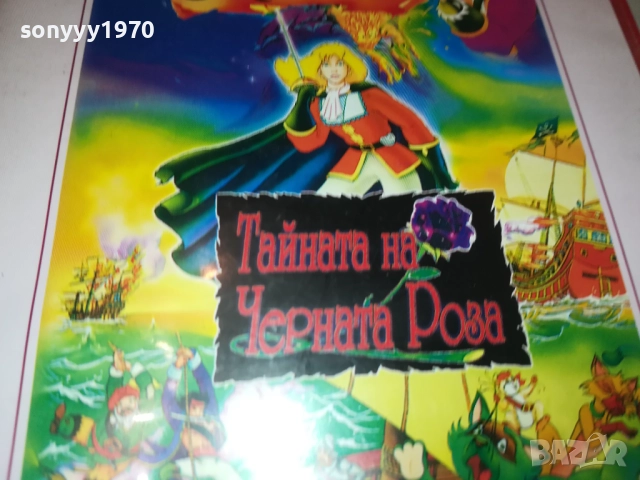 sonyyy1970
Тайната на
Черната Роза
BAZAR